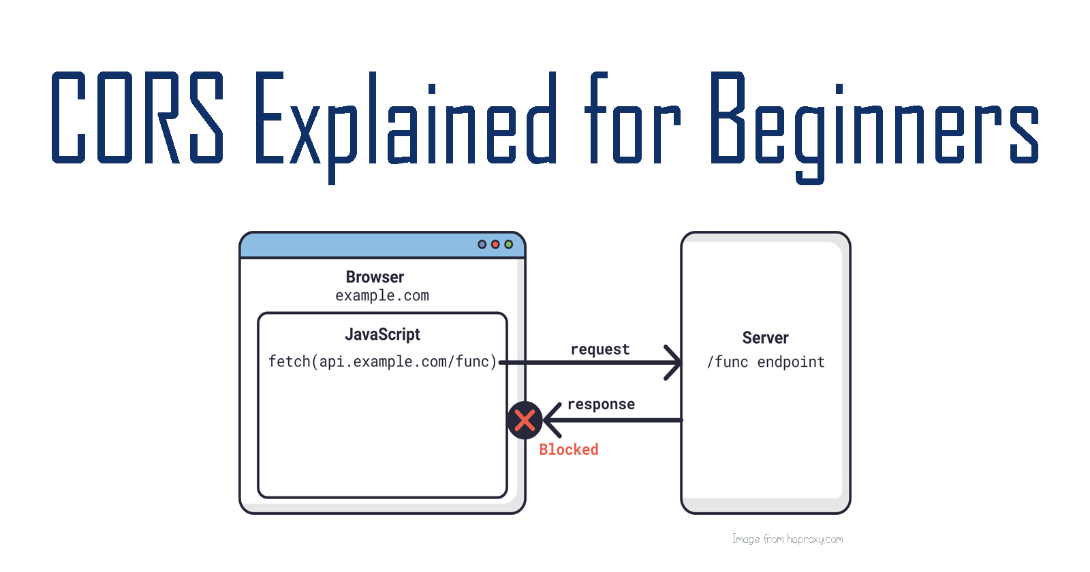 CORS Explained for Beginners
Browser
example.com
JavaScript
fetch(api.example.com/func)
request
response
Blocked
Server
/func endpoint
Image from haproxy.com